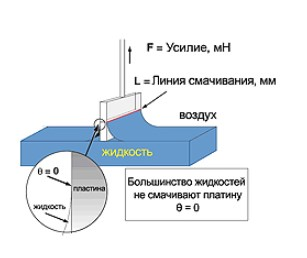 F = Усилие, мН
L = Линия смачивания, мм
воздух
жидкость
θ = 0
пластина
жидкость
Большинство жидкостей
не смачивают платину
θ = 0